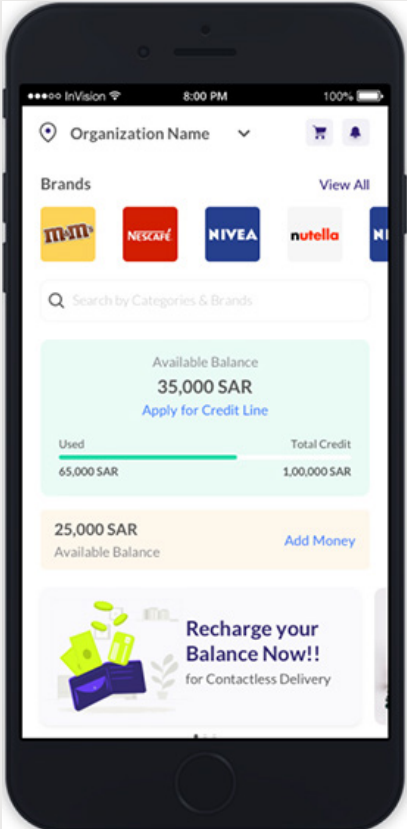 InVision
8:00 PM
100%
Organization Name
Brands
View All
m&m's
NESCAFÉ
NIVEA
nutella
NI
Search by Categories & Brands
Available Balance
35,000 SAR
Apply for Credit Line
Used
Total Credit
65,000 SAR
1,00,000 SAR
25,000 SAR
Available Balance
Add Money
Recharge your
Balance Now!!
for Contactless Delivery